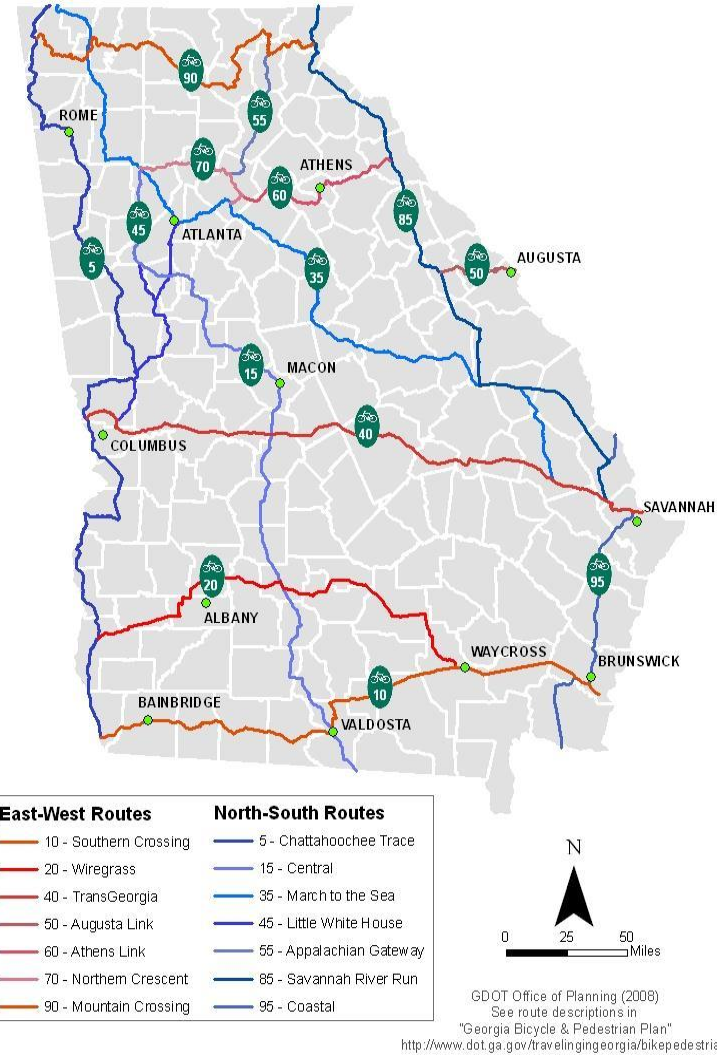 90
55
ROME
70
ATHENS
60
85
45
ATLANTA
AUGUSTA
50
5
35
MACON
15
40
COLUMBUS
SAVANNAH
95
20
ALBANY
WAYCROSS
BRUNSWICK
10
BAINBRIDGE
VALDOSTA
East-West Routes
10 - Southern Crossing
20 - Wiregrass
40 - TransGeorgia
50 - Augusta Link
60 - Athens Link
70 - Northern Crescent
90 - Mountain Crossing
North-South Routes
5 - Chattahoochee Trace
15 - Central
35 - March to the Sea
45 - Little White House
55 - Appalachian Gateway
85 - Savannah River Run
95 - Coastal
N
0 25 50
Miles
GDOT Office of Planning (2008)
See route descriptions in
"Georgia Bicycle & Pedestrian Plan"
http://www.dot.ga.gov/travelingingeorgia/bikepedestria